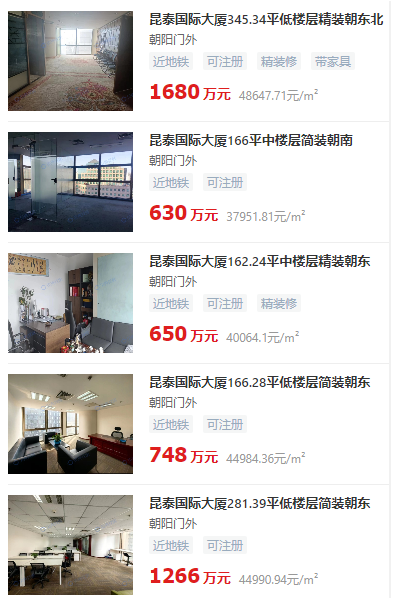 昆泰国际大厦345.34平低楼层精装朝东北
朝阳门外
近地铁 可注册 精装修 带家具
1680万元 48647.71元/m²
昆泰国际大厦166平中楼层简装朝南
朝阳门外
近地铁 可注册
630万元 37951.81元/m²
昆泰国际大厦162.24平中楼层精装朝东
朝阳门外
近地铁 可注册 精装修
650万元 40064.1元/m²
昆泰国际大厦166.28平低楼层简装朝东
朝阳门外
近地铁 可注册
748万元 44984.36元/m²
昆泰国际大厦281.39平低楼层简装朝东
朝阳门外
近地铁 可注册
1266万元 44990.94元/m²